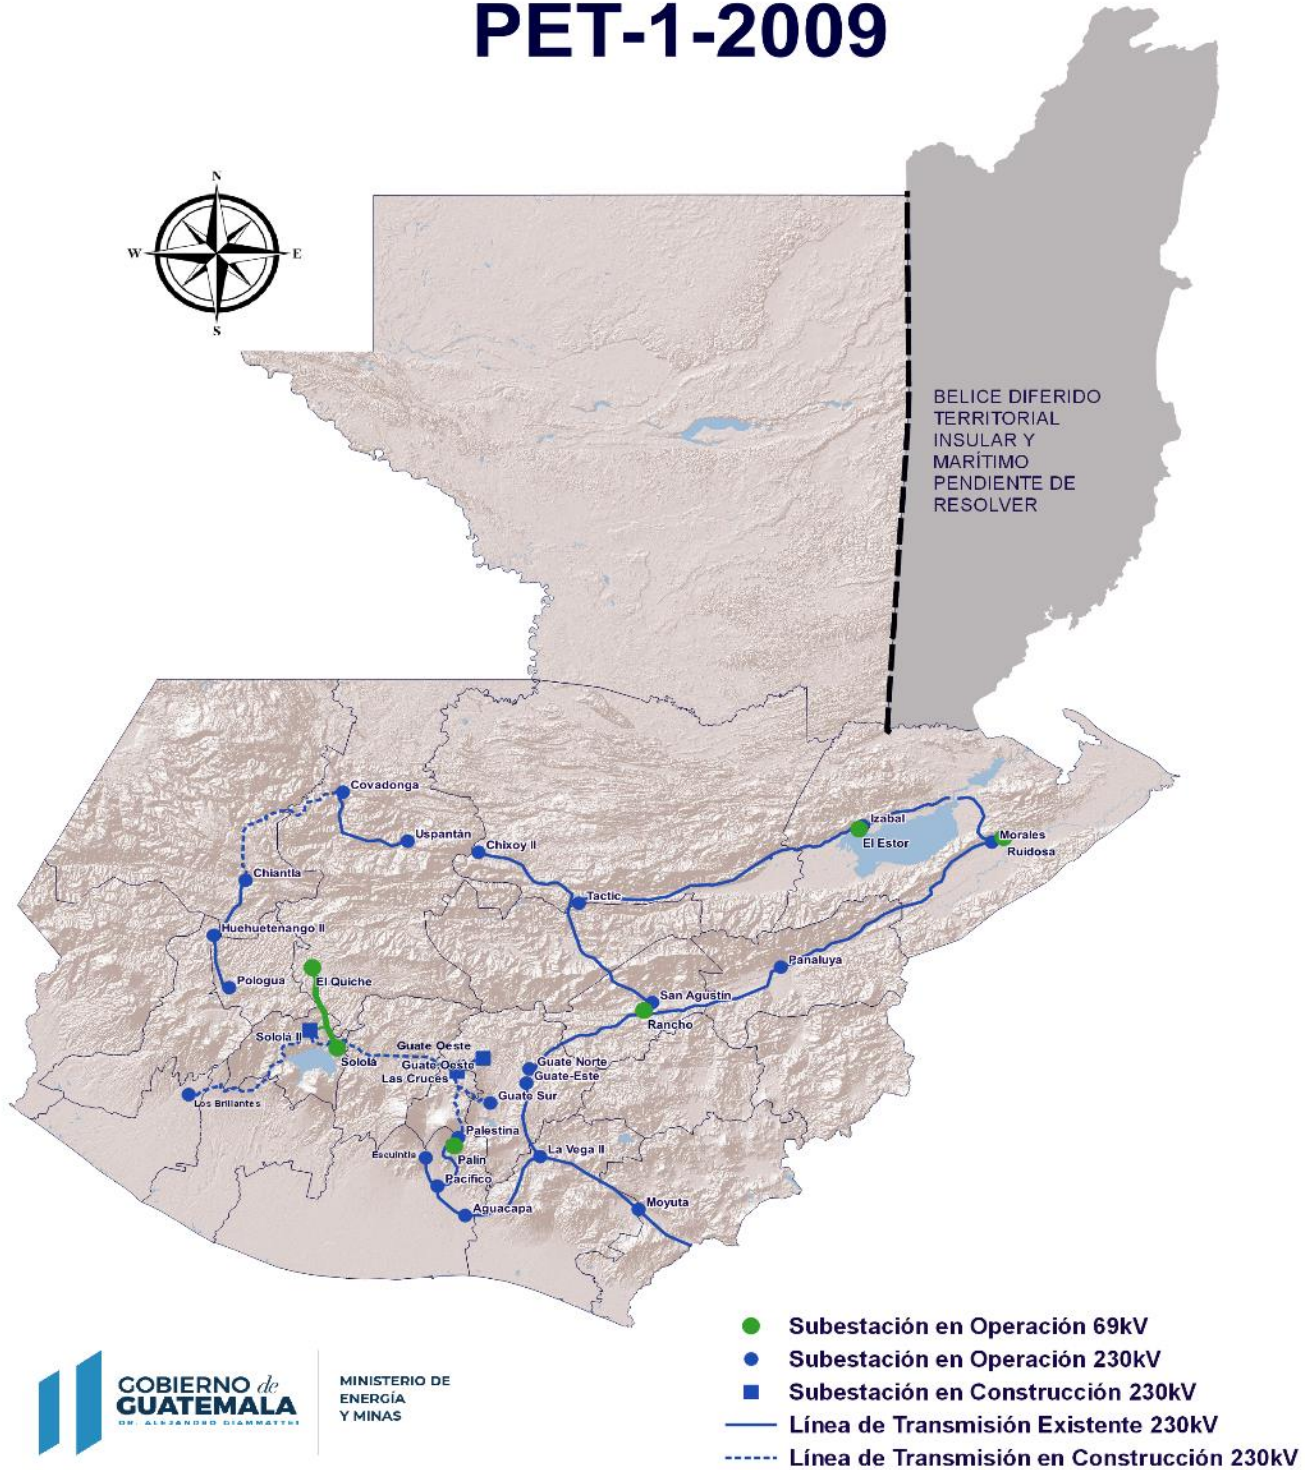 PET-1-2009
N
W
E
S
BELICE DIFERIDO
TERRITORIAL
INSULAR Y
MARÍTIMO
PENDIENTE DE
RESOLVER
Covadonga
Uspantán
Chixoy II
Izabal
El Estor
Morales
Ruidosa
Chiantla
Tactic
Huehuetenango II
Panaluya
Pologua
El Quiche
San Agustín
Rancho
Sololá II
Sololá
Guate Oeste
Guate Oeste
Las Cruces
Guate Norte
Guate-Este
Guate Sur
Los Brillantes
Palestina
Palín
Escuintla
La Vega II
Pacífico
Aguacapa
Moyuta
Subestación en Operación 69kV
Subestación en Operación 230kV
Subestación en Construcción 230kV
Línea de Transmisión Existente 230kV
Línea de Transmisión en Construcción 230kV
GOBIERNO de
GUATEMALA
DR. ALEJANDRO GIAMMATTEI
MINISTERIO DE
ENERGÍA
Y MINAS